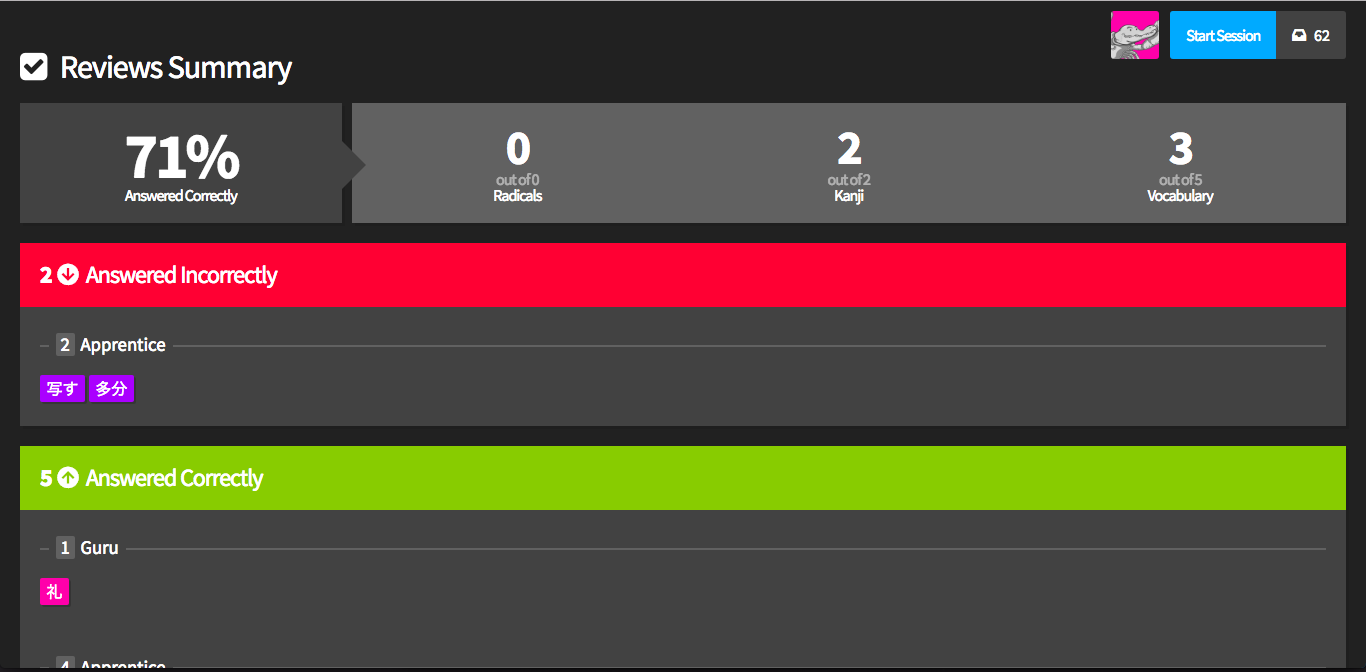 Start Session 62
Reviews Summary
71%
Answered Correctly
0
out of 0
Radicals
2
out of 2
Kanji
3
out of 5
Vocabulary
2 Answered Incorrectly
2 Apprentice
写す 多分
5 Answered Correctly
1 Guru
礼
4 Apprentice